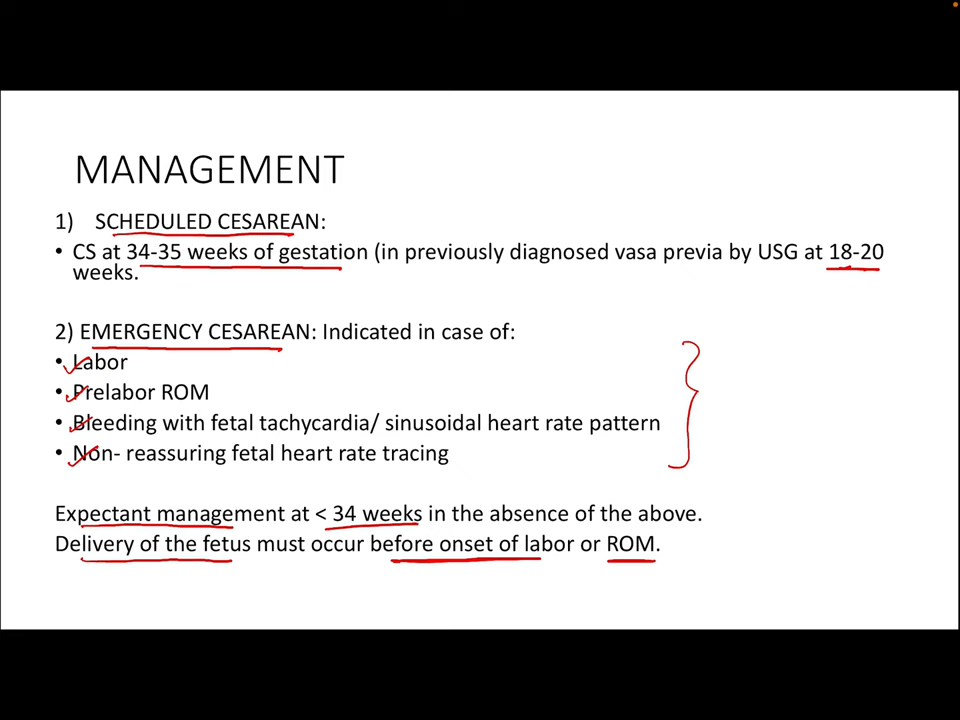 MANAGEMENT
1) SCHEDULED CESAREAN:
• CS at 34-35 weeks of gestation (in previously diagnosed vasa previa by USG at 18-20
weeks.
2) EMERGENCY CESAREAN: Indicated in case of:
• Labor
• Prelabor ROM
• Bleeding with fetal tachycardia/ sinusoidal heart rate pattern
• Non- reassuring fetal heart rate tracing
Expectant management at < 34 weeks in the absence of the above.
Delivery of the fetus must occur before onset of labor or ROM.